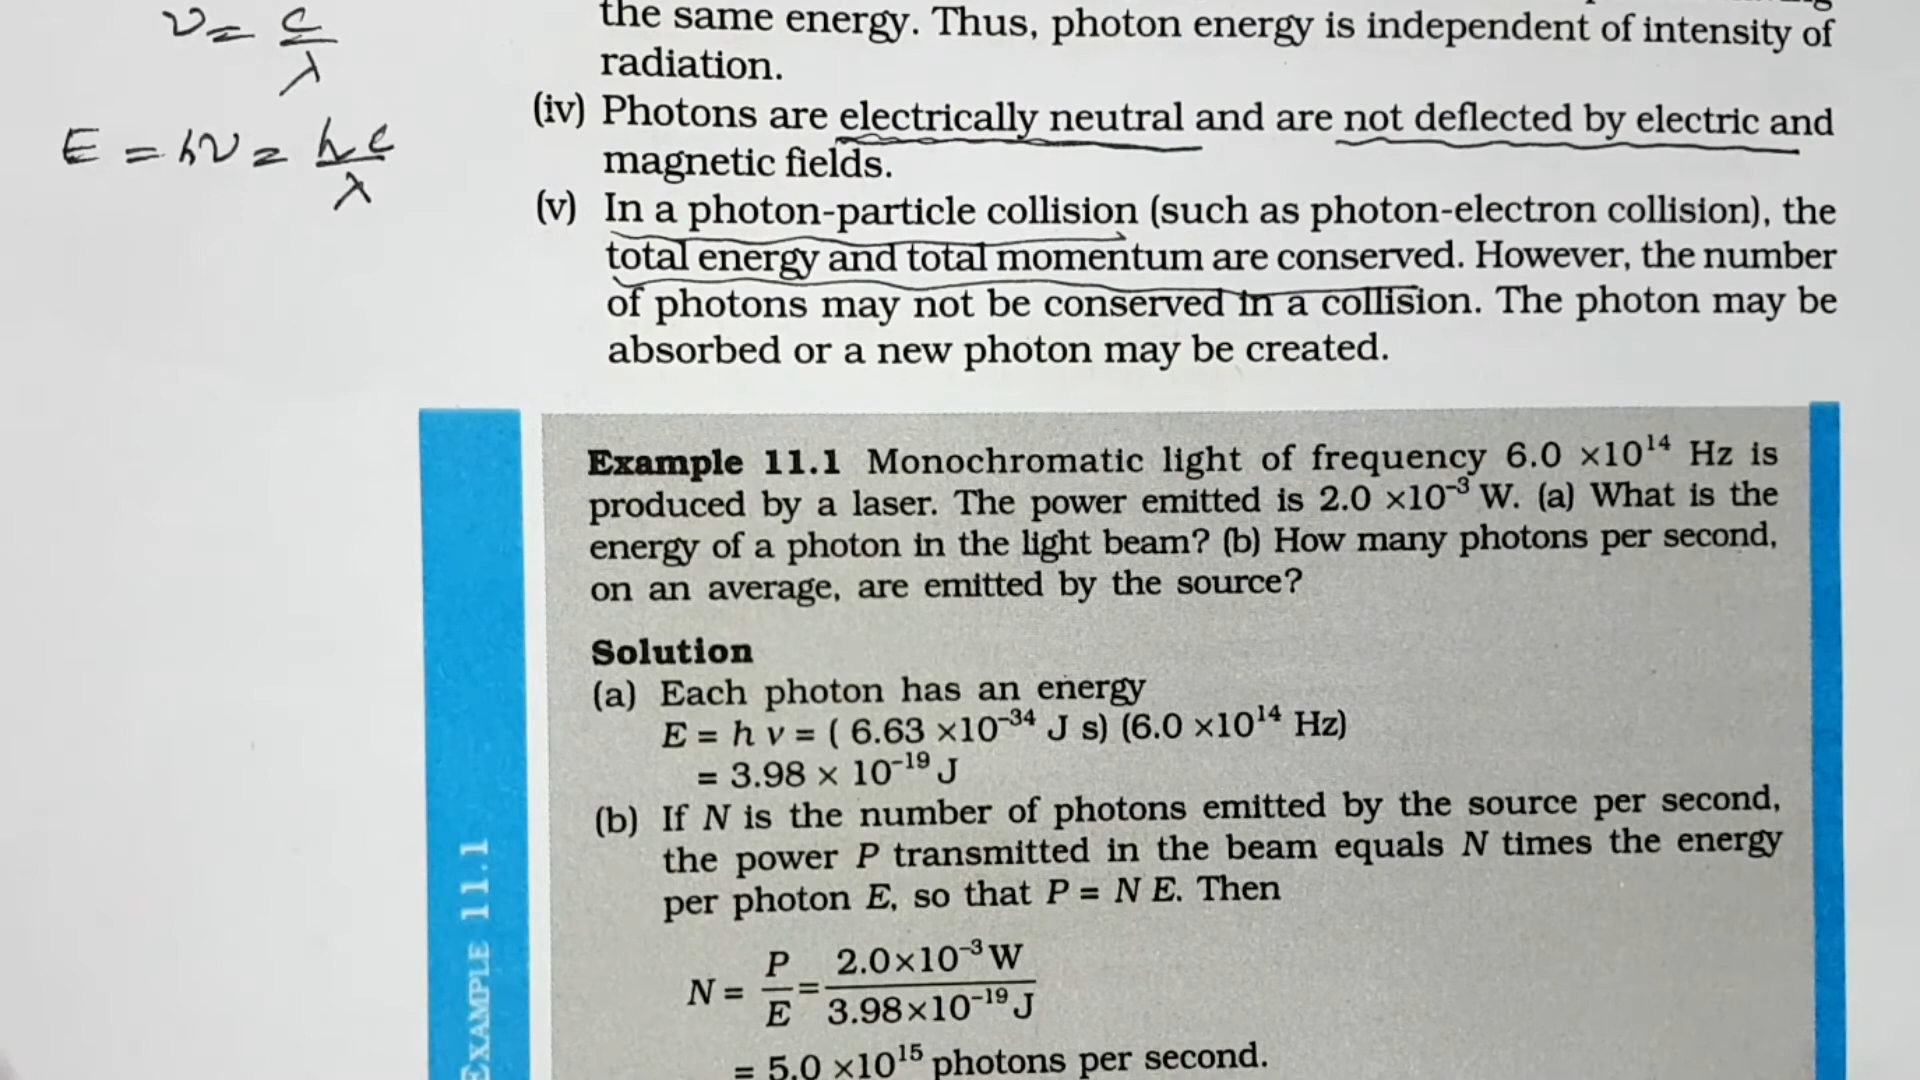 ν = c/λ
E = hν = hc/λ
the same energy. Thus, photon energy is independent of intensity of
radiation.
(iv) Photons are electrically neutral and are not deflected by electric and
magnetic fields.
(v) In a photon-particle collision (such as photon-electron collision), the
total energy and total momentum are conserved. However, the number
of photons may not be conserved in a collision. The photon may be
absorbed or a new photon may be created.
Example 11.1 Monochromatic light of frequency 6.0 ×10¹⁴ Hz is
produced by a laser. The power emitted is 2.0 ×10⁻³ W. (a) What is the
energy of a photon in the light beam? (b) How many photons per second,
on an average, are emitted by the source?
Solution
(a) Each photon has an energy
E = h ν = ( 6.63 ×10⁻³⁴ J s) (6.0 ×10¹⁴ Hz)
= 3.98 × 10⁻¹⁹ J
(b) If N is the number of photons emitted by the source per second,
the power P transmitted in the beam equals N times the energy
per photon E, so that P = N E. Then
N = P/E = 2.0×10⁻³ W / 3.98×10⁻¹⁹ J
= 5.0 ×10¹⁵ photons per second.
EXAMPLE 11.1